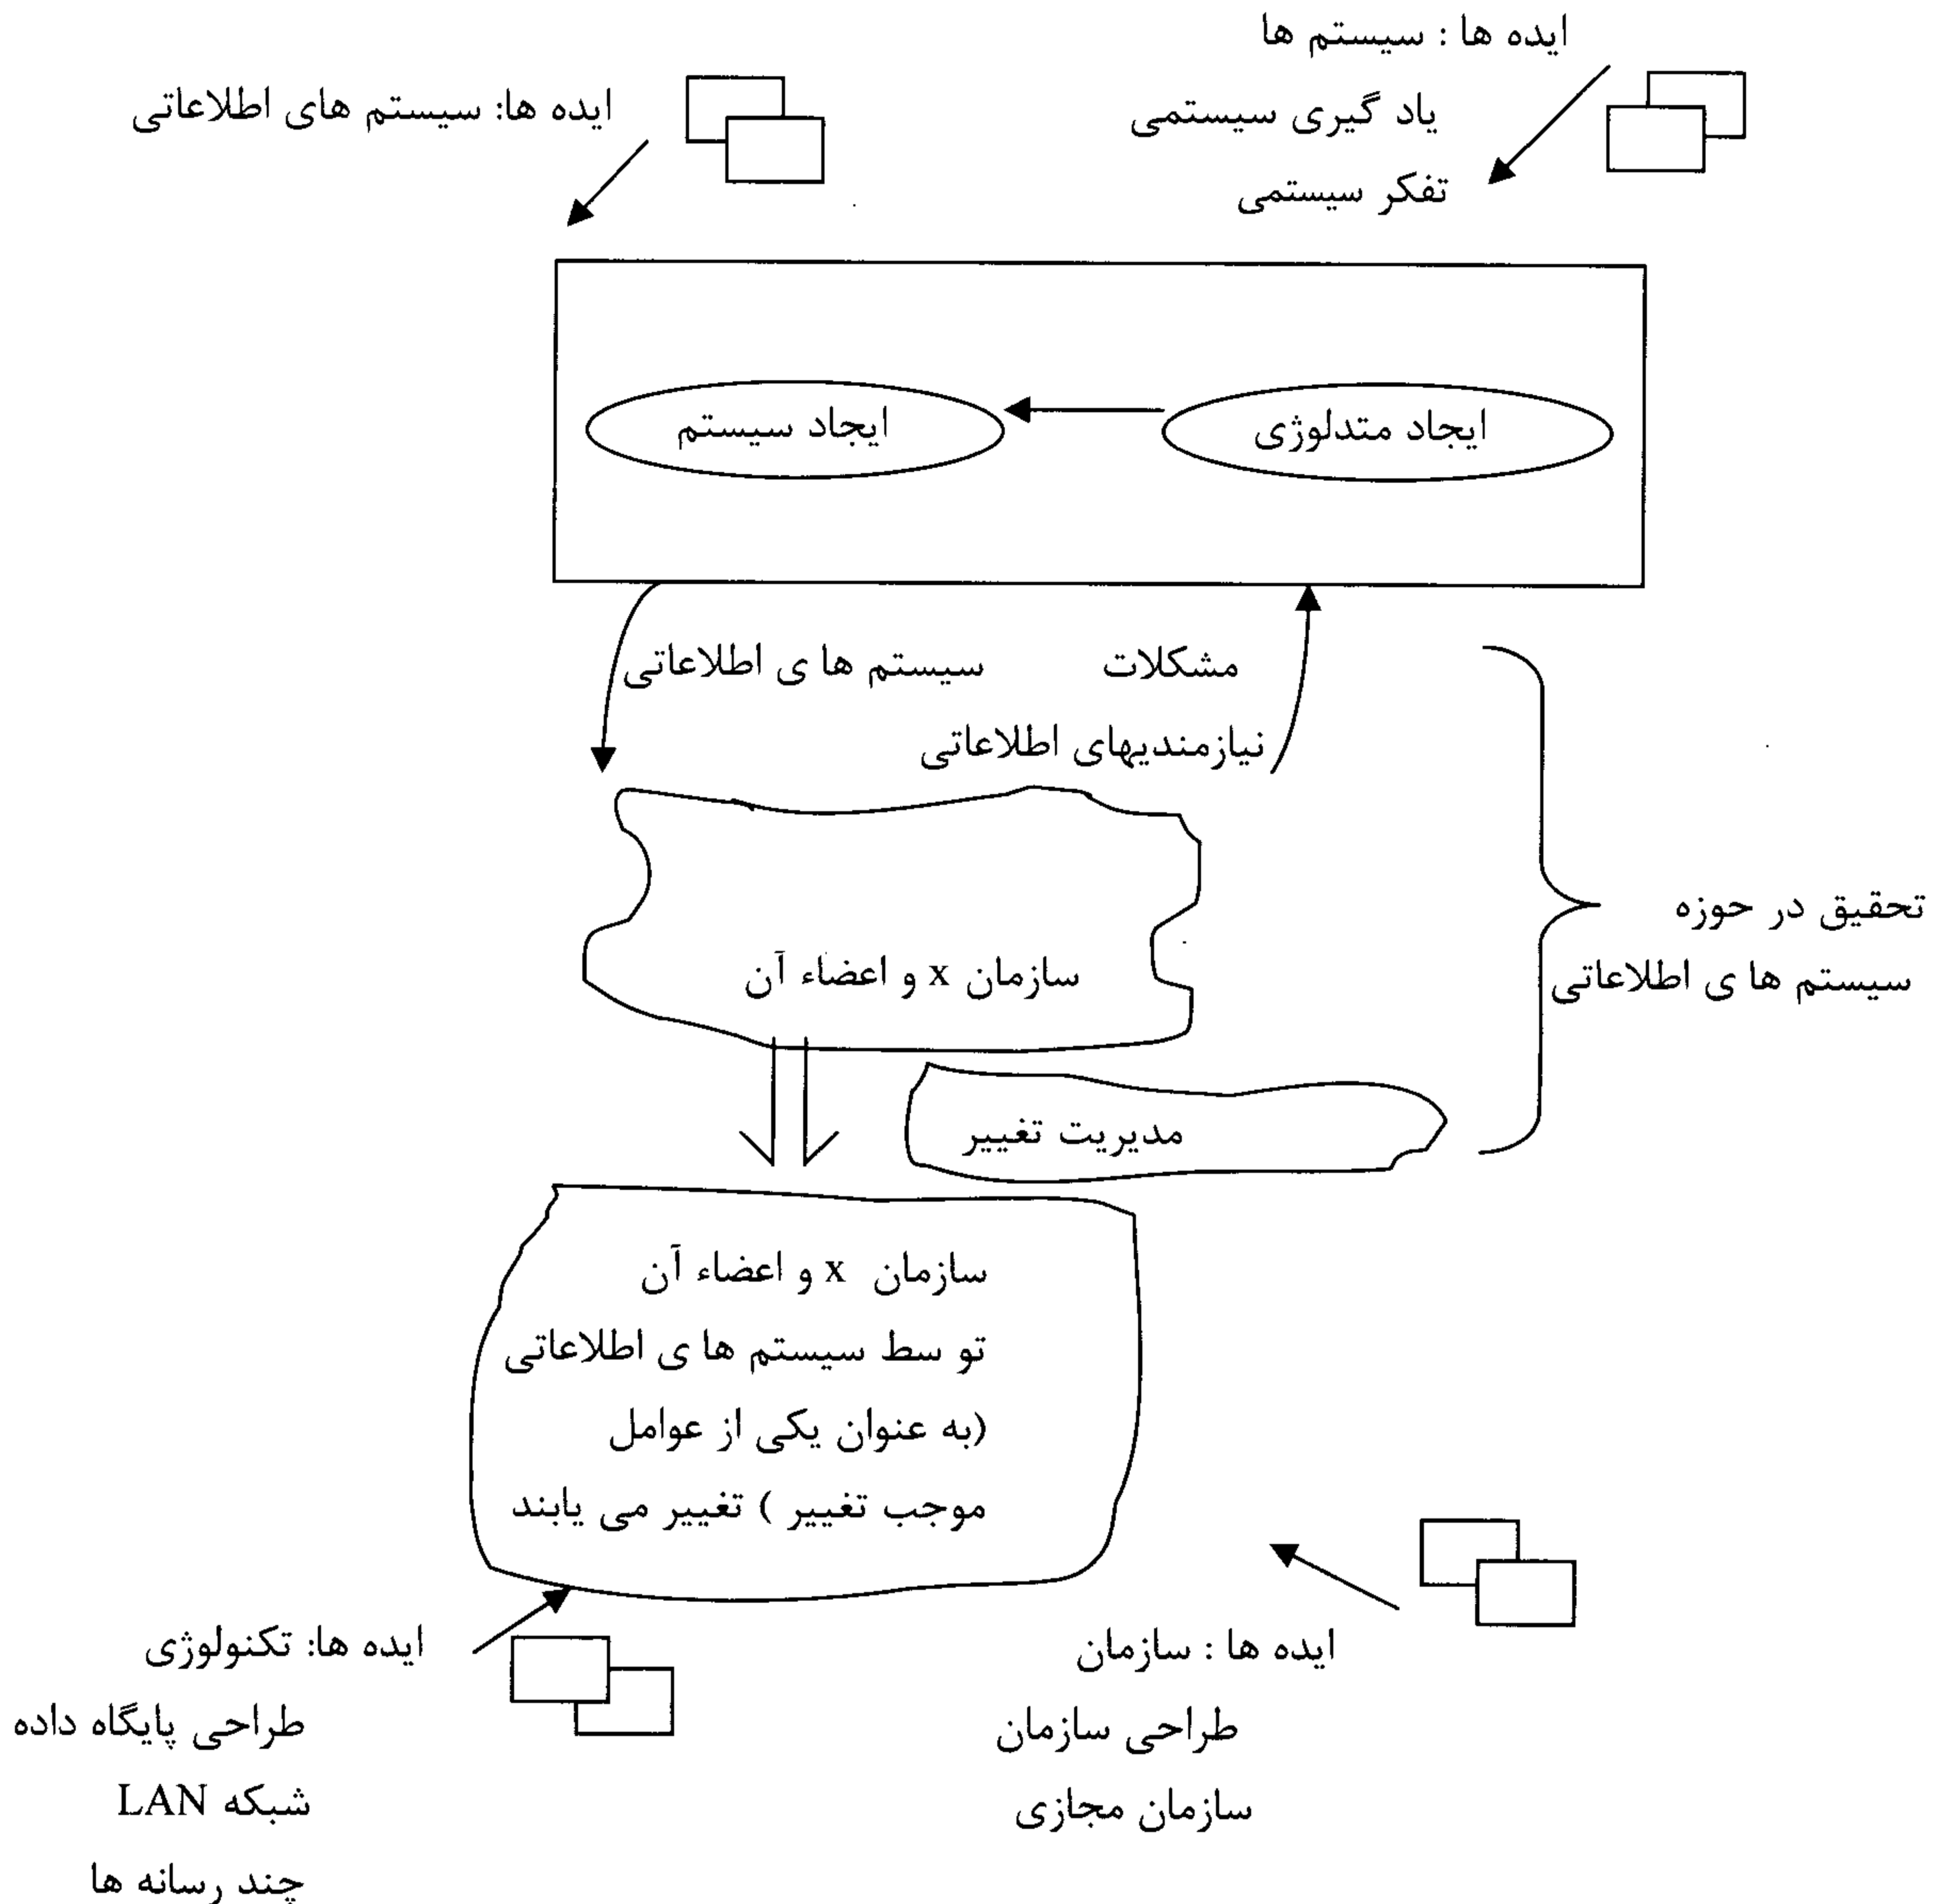 ایده ها : سیستم ها
یاد گیری سیستمی
تفکر سیستمی
ایده ها: سیستم های اطلاعاتی
ایجاد متدلوژی
ایجاد سیستم
مشکلات
نیازمندیهای اطلاعاتی
سیستم ها ی اطلاعاتی
تحقیق در حوزه
سیستم ها ی اطلاعاتی
سازمان x و اعضاء آن
مدیریت تغییر
سازمان x و اعضاء آن
تو سط سیستم ها ی اطلاعاتی
(به عنوان یکی از عوامل
موجب تغییر ) تغییر می یابند
ایده ها : سازمان
طراحی سازمان
سازمان مجازی
ایده ها: تکنولوژی
طراحی پایگاه داده
شبکه LAN
چند رسانه ها